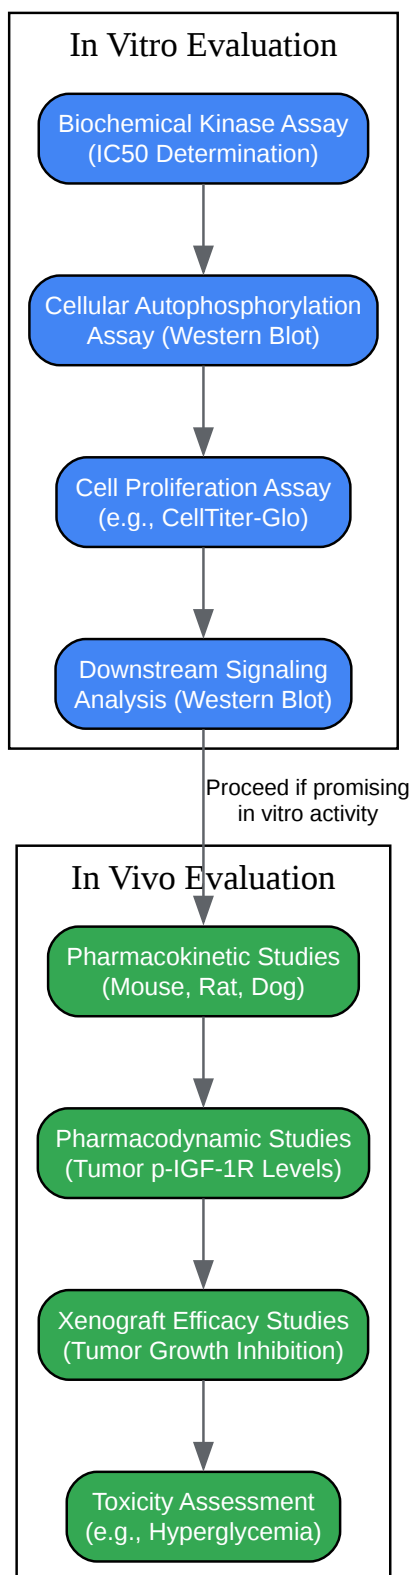 In Vitro Evaluation
Biochemical Kinase Assay
(IC50 Determination)
Cellular Autophosphorylation
Assay (Western Blot)
Cell Proliferation Assay
(e.g., CellTiter-Glo)
Downstream Signaling
Analysis (Western Blot)
Proceed if promising
in vitro activity
In Vivo Evaluation
Pharmacokinetic Studies
(Mouse, Rat, Dog)
Pharmacodynamic Studies
(Tumor p-IGF-1R Levels)
Xenograft Efficacy Studies
(Tumor Growth Inhibition)
Toxicity Assessment
(e.g., Hyperglycemia)